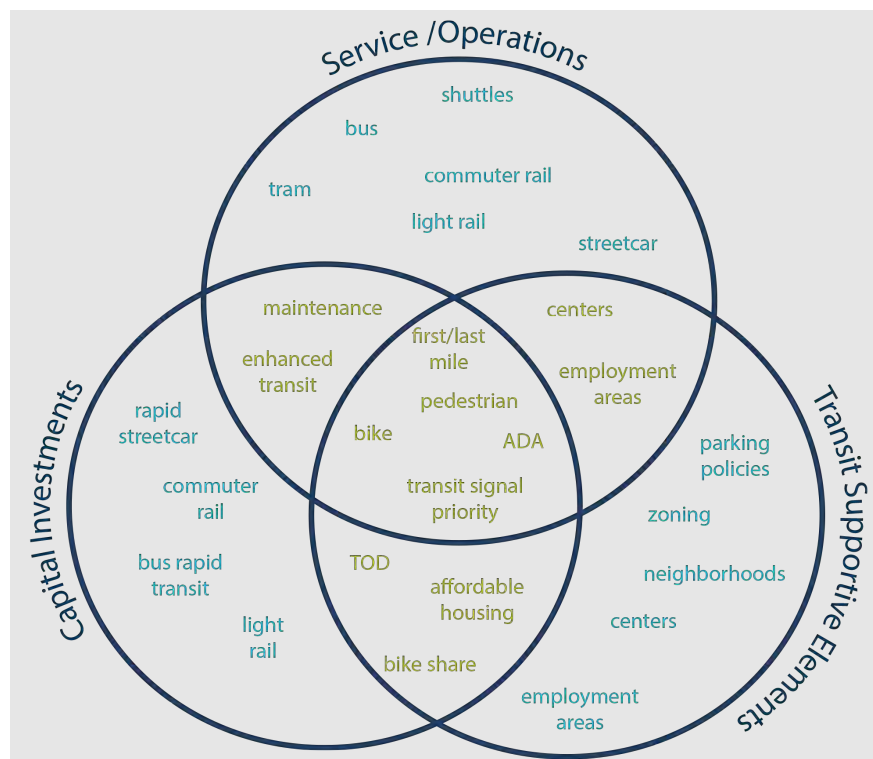 Service /Operations
shuttles
bus
commuter rail
tram
light rail
streetcar
maintenance
centers
first/last
mile
enhanced
transit
employment
areas
pedestrian
bike
ADA
transit signal
priority
Capital Investments
rapid
streetcar
commuter
rail
bus rapid
transit
light
rail
TOD
affordable
housing
bike share
Transit Supportive Elements
parking
policies
zoning
neighborhoods
centers
employment
areas